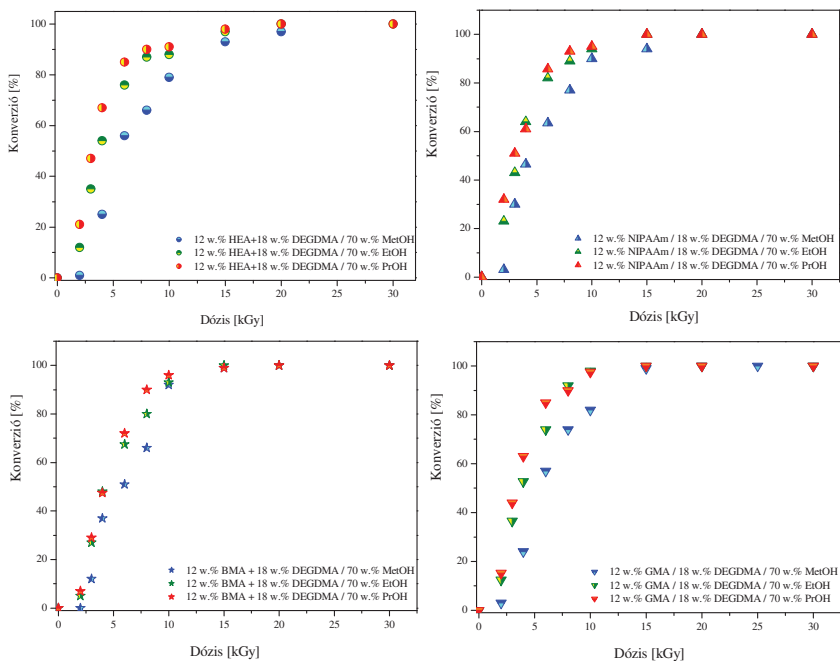 100
80
60
40
20
0
Konverzió [%]
12 w.% HEA+18 w.% DEGDMA / 70 w.% MetOH
12 w.% HEA+18 w.% DEGDMA / 70 w.% EtOH
12 w.% HEA+18 w.% DEGDMA / 70 w.% PrOH
0 5 10 15 20 25 30
Dózis [kGy]
100
80
60
40
20
0
Konverzió [%]
12 w.% NIPAAm / 18 w.% DEGDMA / 70 w.% MetOH
12 w.% NIPAAm / 18 w.% DEGDMA / 70 w.% EtOH
12 w.% NIPAAm / 18 w.% DEGDMA / 70 w.% PrOH
0 5 10 15 20 25 30
Dózis [kGy]
100
80
60
40
20
0
Konverzió [%]
12 w.% BMA + 18 w.% DEGDMA / 70 w.% MetOH
12 w.% BMA + 18 w.% DEGDMA / 70 w.% EtOH
12 w.% BMA + 18 w.% DEGDMA / 70 w.% PrOH
0 5 10 15 20 25 30
Dózis [kGy]
100
80
60
40
20
0
Konverzió [%]
12 w.% GMA / 18 w.% DEGDMA / 70 w.% MetOH
12 w.% GMA / 18 w.% DEGDMA / 70 w.% EtOH
12 w.% GMA / 18 w.% DEGDMA / 70 w.% PrOH
0 5 10 15 20 25 30
Dózis [kGy]